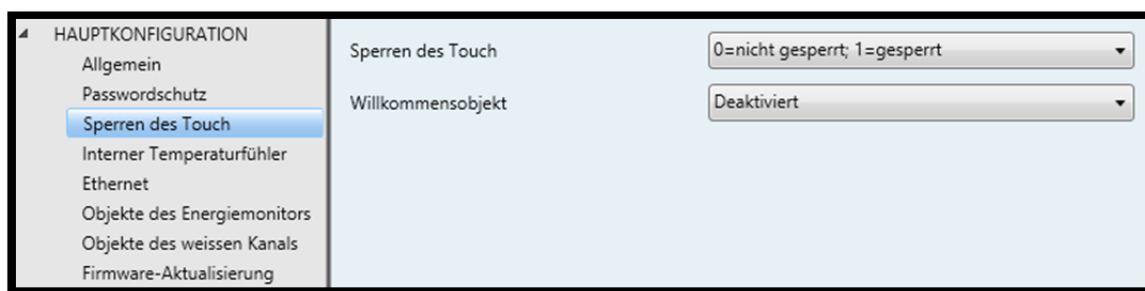 HAUPTKONFIGURATION
Allgemein
Passwordschutz
Sperren des Touch
Interner Temperaturfühler
Ethernet
Objekte des Energiemonitors
Objekte des weissen Kanals
Firmware-Aktualisierung
Sperren des Touch 0=nicht gesperrt; 1=gesperrt
Willkommensobjekt Deaktiviert